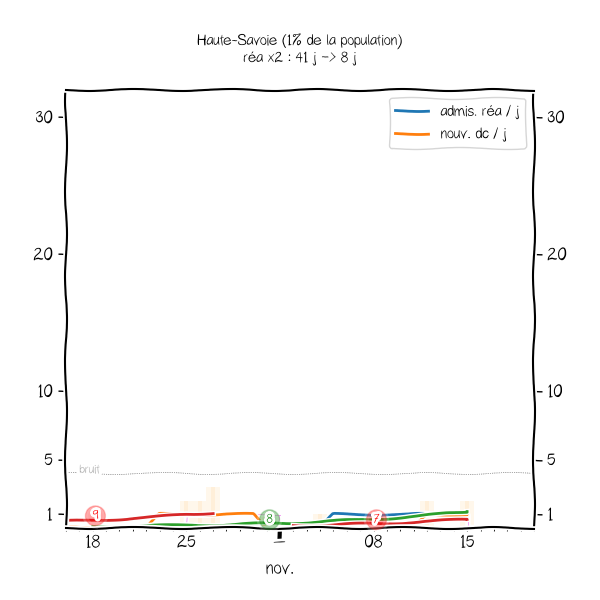 Haute-Savoie (1% de la population)
réa x2 : 41 j -> 8 j
admis. réa / j
nouv. dc / j
30 30
20 20
10 10
5 5
bruit
1 1
9 8 7
18 25 1 08 15
nov.